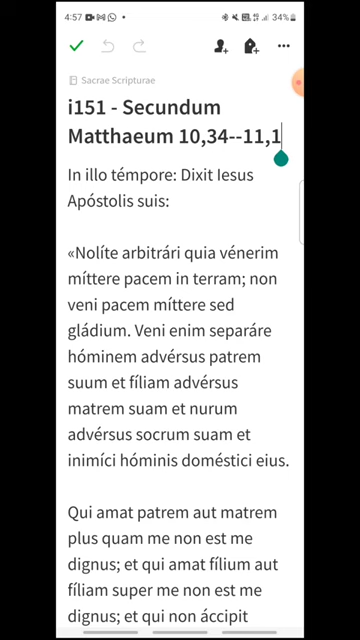 4:57
34%
Sacrae Scripturae
i151 - Secundum
Matthaeum 10,34--11,1
In illo témpore: Dixit Iesus
Apóstolis suis:
«Nolíte arbitrári quia vénerim
míttere pacem in terram; non
veni pacem míttere sed
gládium. Veni enim separáre
hóminem advérsus patrem
suum et fíliam advérsus
matrem suam et nurum
advérsus socrum suam et
inimíci hóminis doméstici eius.
Qui amat patrem aut matrem
plus quam me non est me
dignus; et qui amat fílium aut
fíliam super me non est me
dignus; et qui non áccipit